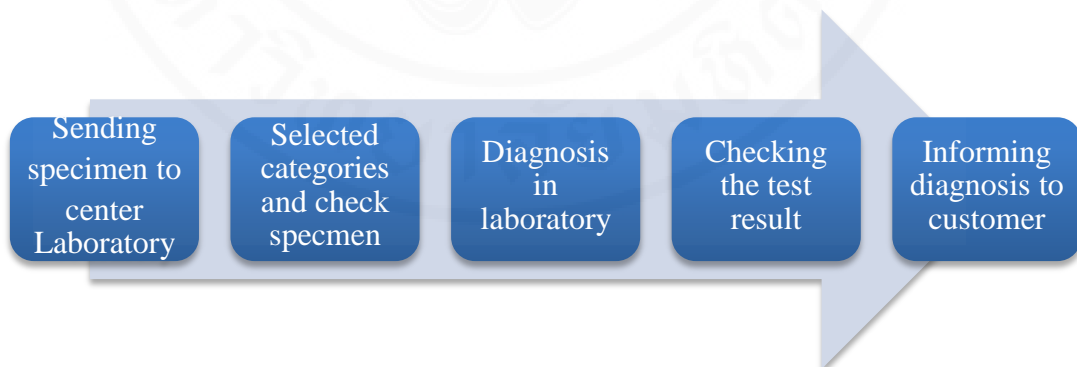 Sending
specimen to
center
Laboratory
Selected
categories
and check
specmen
Diagnosis
in
laboratory
Checking
the test
result
Informing
diagnosis to
customer